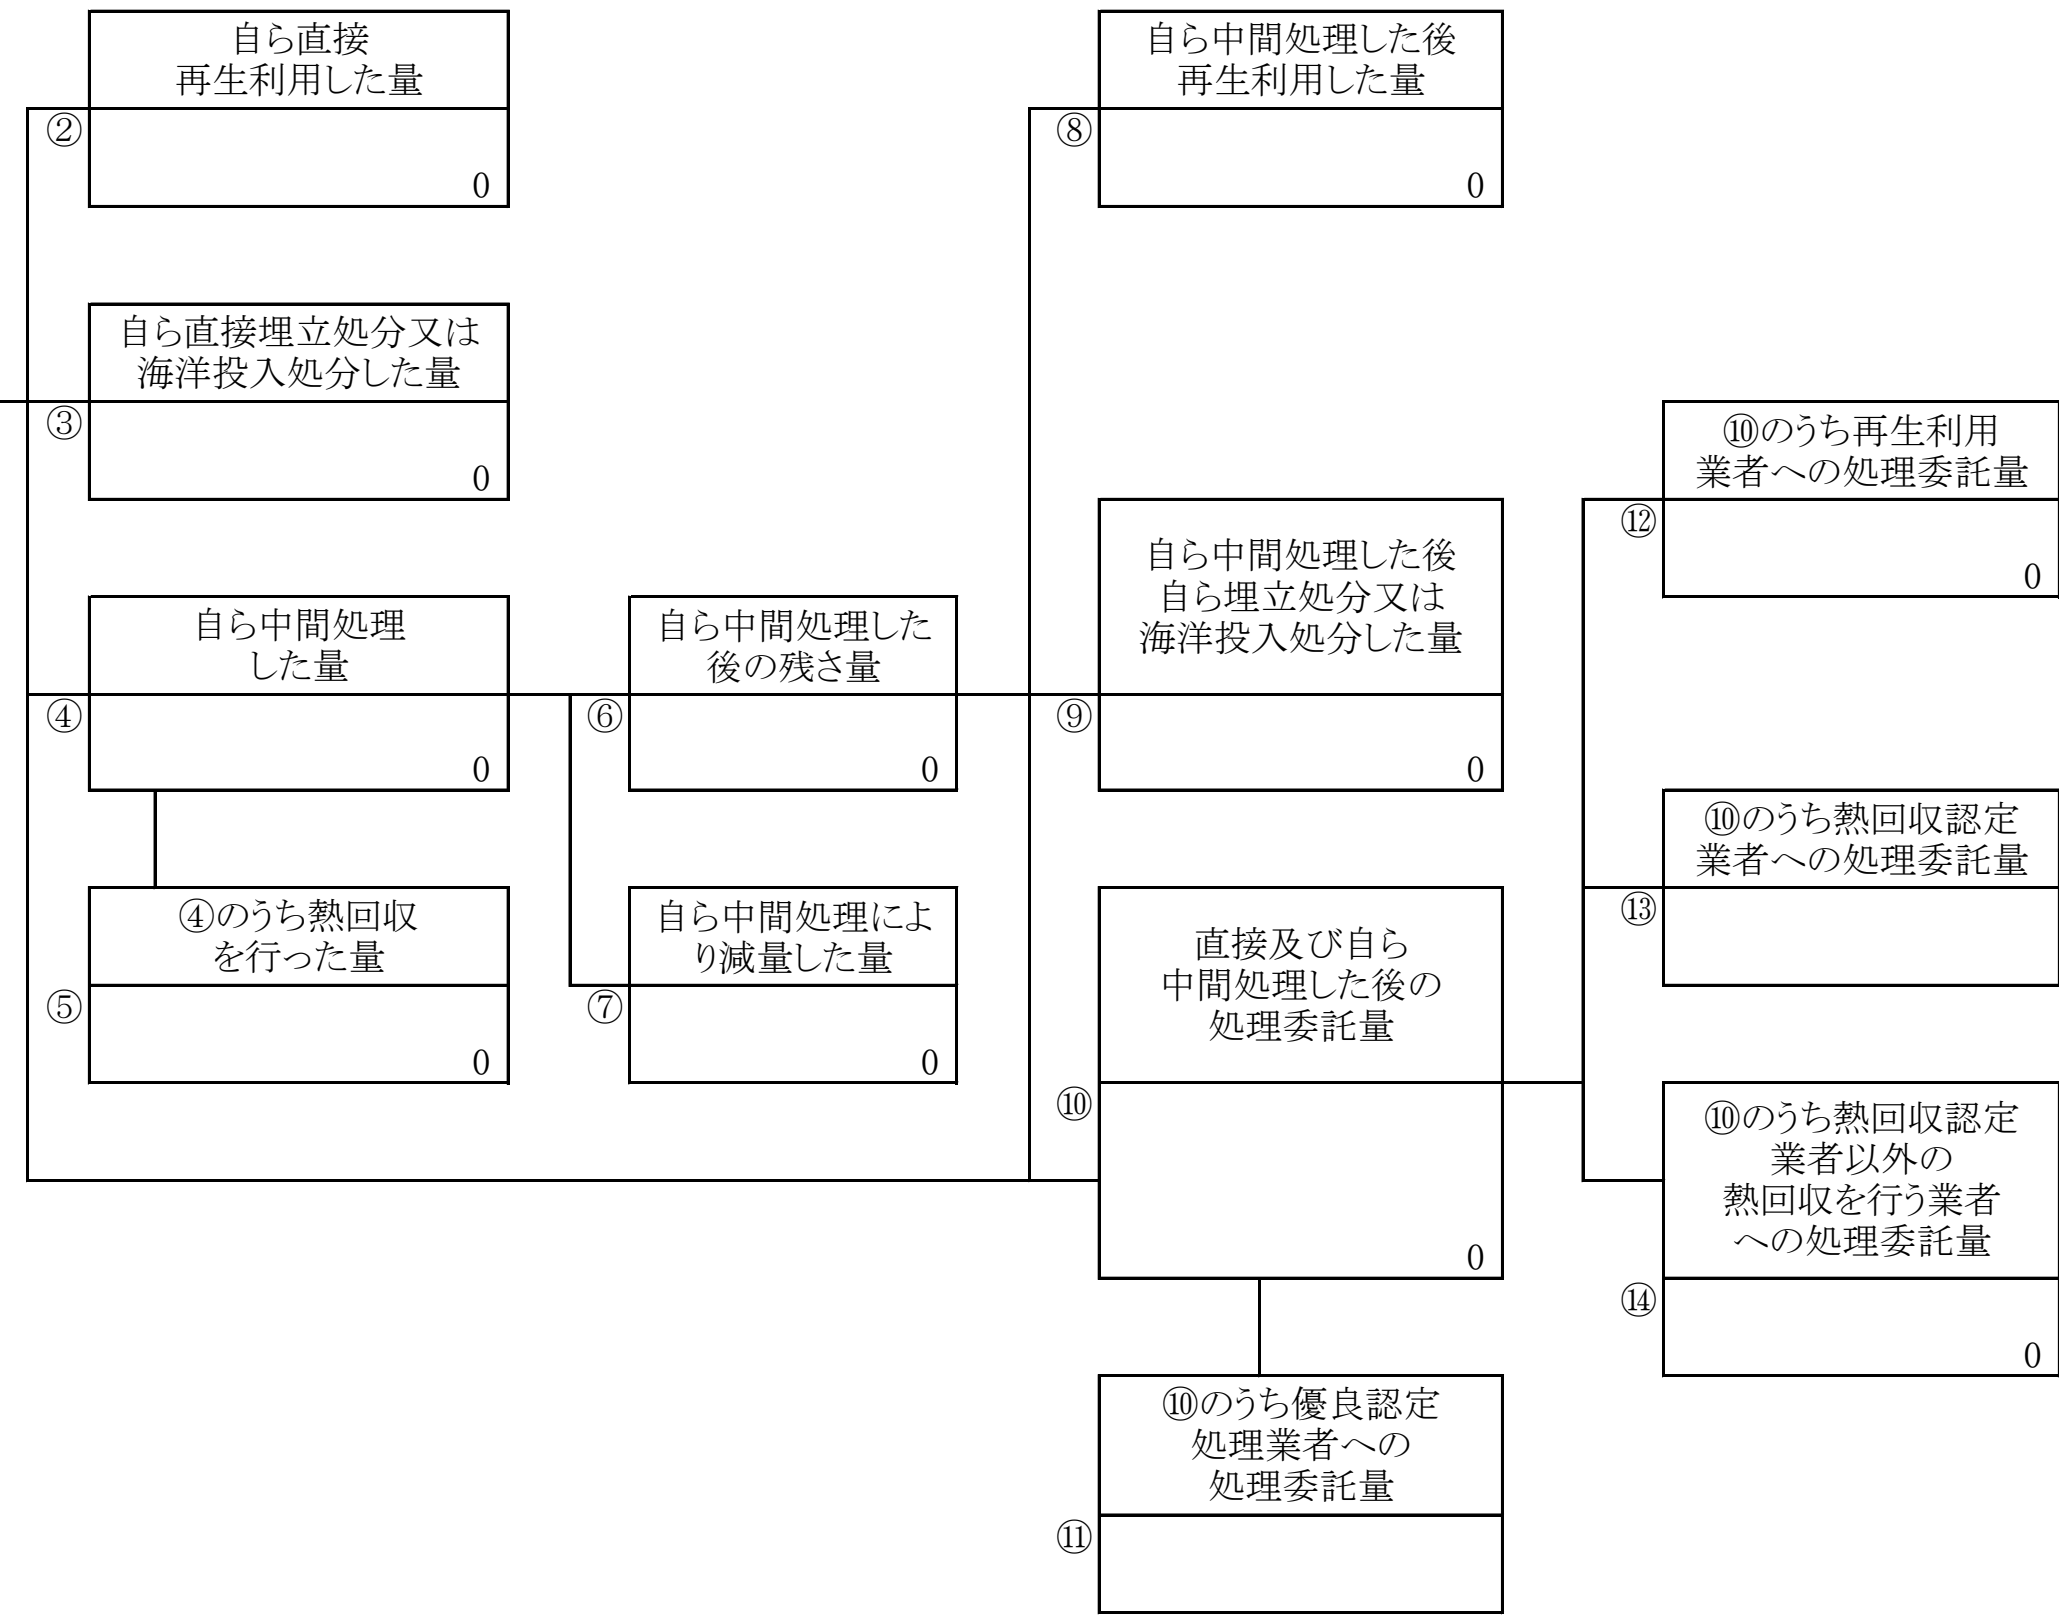 自ら直接
再生利用した量
②
0
自ら直接埋立処分又は
海洋投入処分した量
③
0
自ら中間処理
した量
④
0
④のうち熱回収
を行った量
⑤
0
自ら中間処理した
後の残さ量
⑥
0
自ら中間処理によ
り減量した量
⑦
0
自ら中間処理した後
再生利用した量
⑧
0
自ら中間処理した後
自ら埋立処分又は
海洋投入処分した量
⑨
0
直接及び自ら
中間処理した後の
処理委託量
⑩
0
⑩のうち優良認定
処理業者への
処理委託量
⑪
⑩のうち再生利用
業者への処理委託量
⑫
0
⑩のうち熱回収認定
業者への処理委託量
⑬
⑩のうち熱回収認定
業者以外の
熱回収を行う業者
への処理委託量
⑭
0